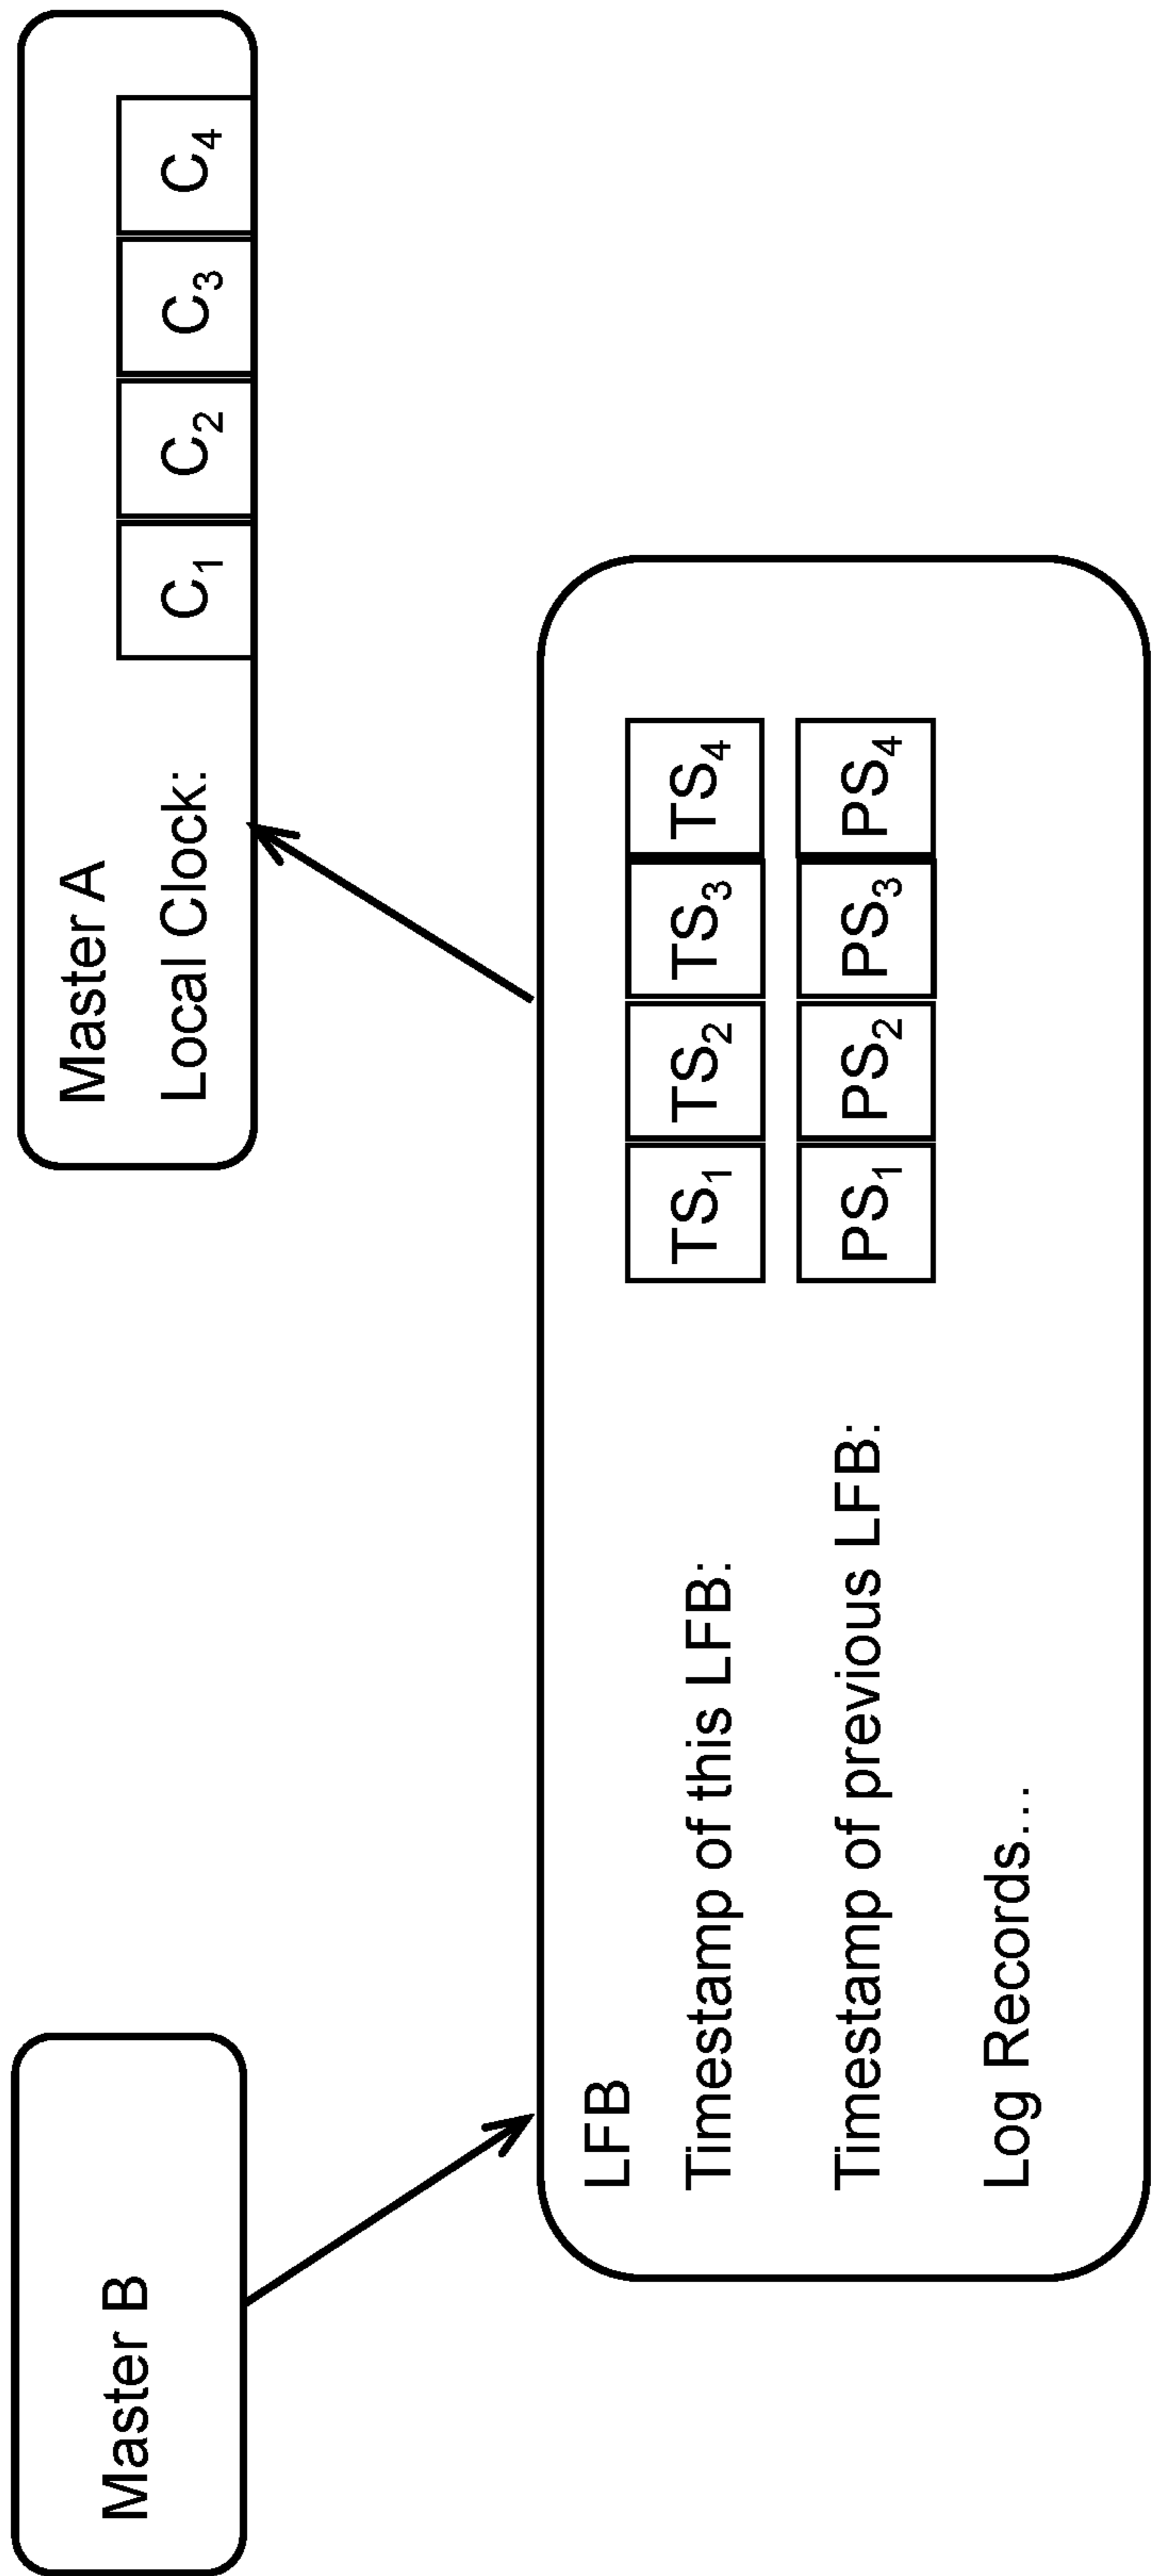 Master B
Master A
Local Clock: C₁ C₂ C₃ C₄
LFB
Timestamp of this LFB: TS₁ TS₂ TS₃ TS₄
Timestamp of previous LFB: PS₁ PS₂ PS₃ PS₄
Log Records...